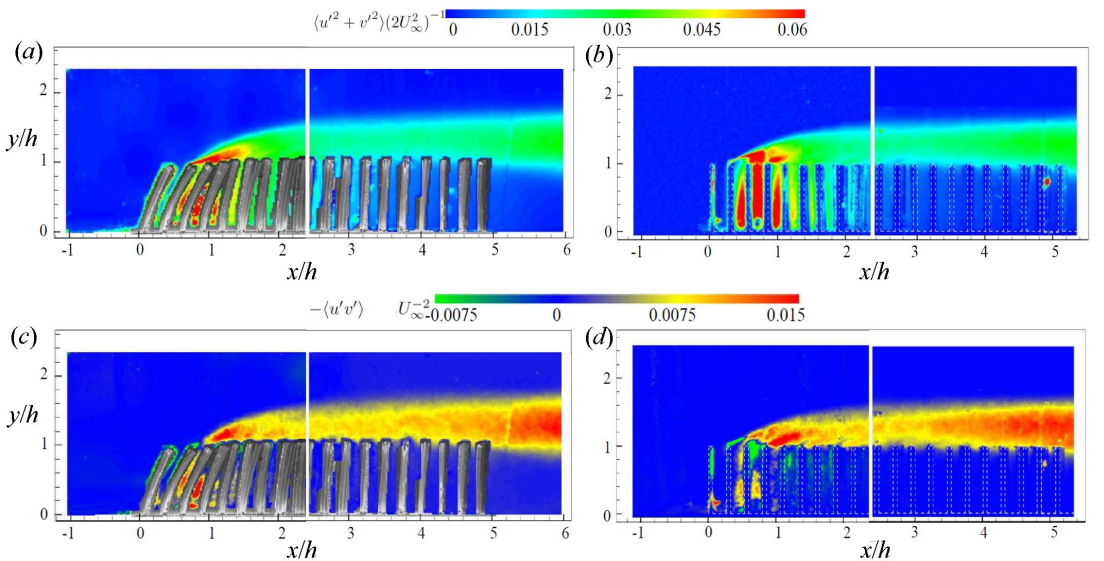 ⟨u′² + v′²⟩(2U∞²)⁻¹
0 0.015 0.03 0.045 0.06
(a) (b)
y/h
2
1
0
-1 0 1 2 3 4 5 6
x/h
2
1
0
-1 0 1 2 3 4 5
x/h
−⟨u′v′⟩ U∞⁻² -0.0075 0 0.0075 0.015
(c) (d)
y/h
2
1
0
-1 0 1 2 3 4 5 6
x/h
2
1
0
-1 0 1 2 3 4 5
x/h